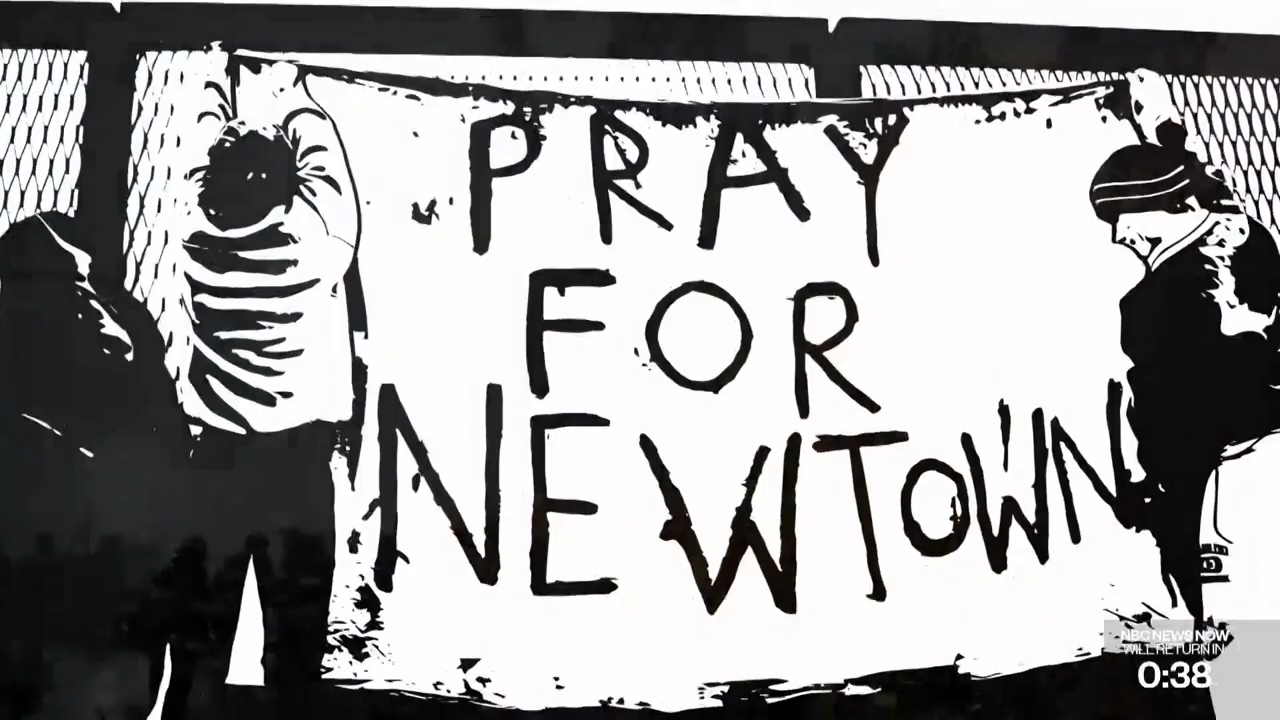 PRAY
FOR
NEWTOWN
NBC NEWS NOW
WILL RETURN IN
0:38